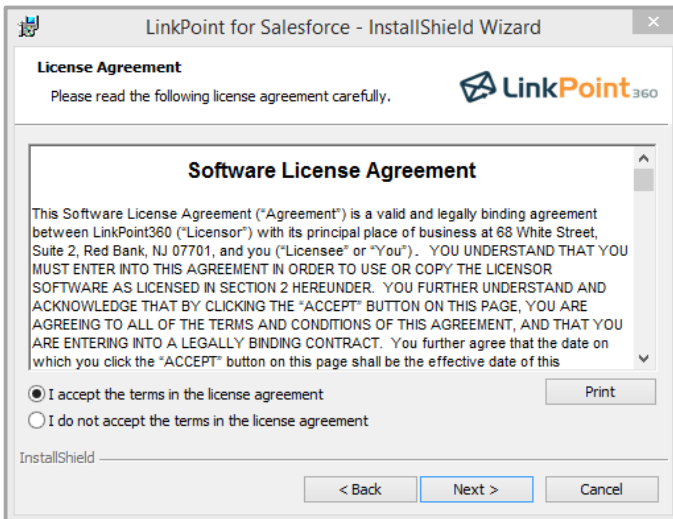 LinkPoint for Salesforce - InstallShield Wizard
License Agreement
Please read the following license agreement carefully.
LinkPoint 360
Software License Agreement
This Software License Agreement (“Agreement”) is a valid and legally binding agreement
between LinkPoint360 (“Licensor”) with its principal place of business at 68 White Street,
Suite 2, Red Bank, NJ 07701, and you (“Licensee” or “You”). YOU UNDERSTAND THAT YOU
MUST ENTER INTO THIS AGREEMENT IN ORDER TO USE OR COPY THE LICENSOR
SOFTWARE AS LICENSED IN SECTION 2 HEREUNDER. YOU FURTHER UNDERSTAND AND
ACKNOWLEDGE THAT BY CLICKING THE “ACCEPT” BUTTON ON THIS PAGE, YOU ARE
AGREEING TO ALL OF THE TERMS AND CONDITIONS OF THIS AGREEMENT, AND THAT YOU
ARE ENTERING INTO A LEGALLY BINDING CONTRACT. You further agree that the date on
which you click the “ACCEPT” button on this page shall be the effective date of this
I accept the terms in the license agreement
Print
I do not accept the terms in the license agreement
InstallShield
< Back
Next >
Cancel